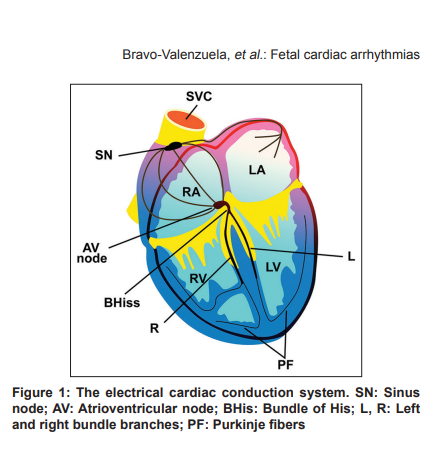 Bravo-Valenzuela, et al.: Fetal cardiac arrhythmias
SVC
SN
LA
RA
AV
node
L
RV
LV
BHiss
R
PF
Figure 1: The electrical cardiac conduction system. SN: Sinus
node; AV: Atrioventricular node; BHis: Bundle of His; L, R: Left
and right bundle branches; PF: Purkinje fibers